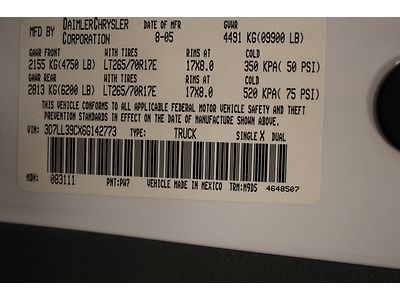 MFD BY DAIMLERCHRYSLER CORPORATION DATE OF MFR 8-05 GVWR 4491 KG(09900 LB)
GAWR FRONT WITH TIRES RIMS AT COLD
2155 KG(4750 LB) LT265/70R17E 17X8.0 350 KPA( 50 PSI)
GAWR REAR WITH TIRES RIMS AT COLD
2813 KG(6200 LB) LT265/70R17E 17X8.0 520 KPA( 75 PSI)
THIS VEHICLE CONFORMS TO ALL APPLICABLE FEDERAL MOTOR VEHICLE SAFETY AND THEFT
PREVENTION STANDARDS IN EFFECT ON THE DATE OF MANUFACTURE SHOWN ABOVE.
VIN: 3D7LL39CX6G142773 TYPE: TRUCK SINGLE X DUAL
MDH: 083111 PNT:PW7 VEHICLE MADE IN MEXICO TRN:M9D5 4648507